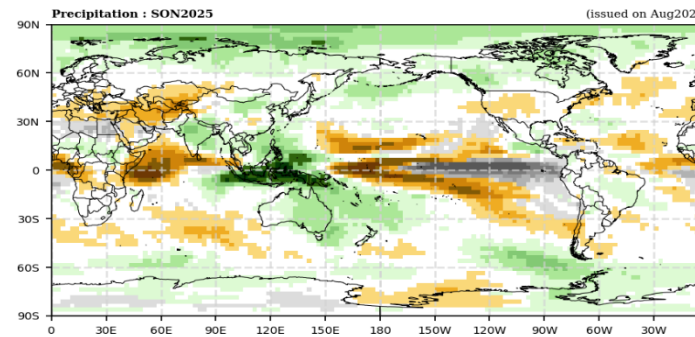 Precipitation : SON2025 (issued on Aug202
90N
60N
30N
0
30S
60S
90S
0 30E 60E 90E 120E 150E 180 150W 120W 90W 60W 30W